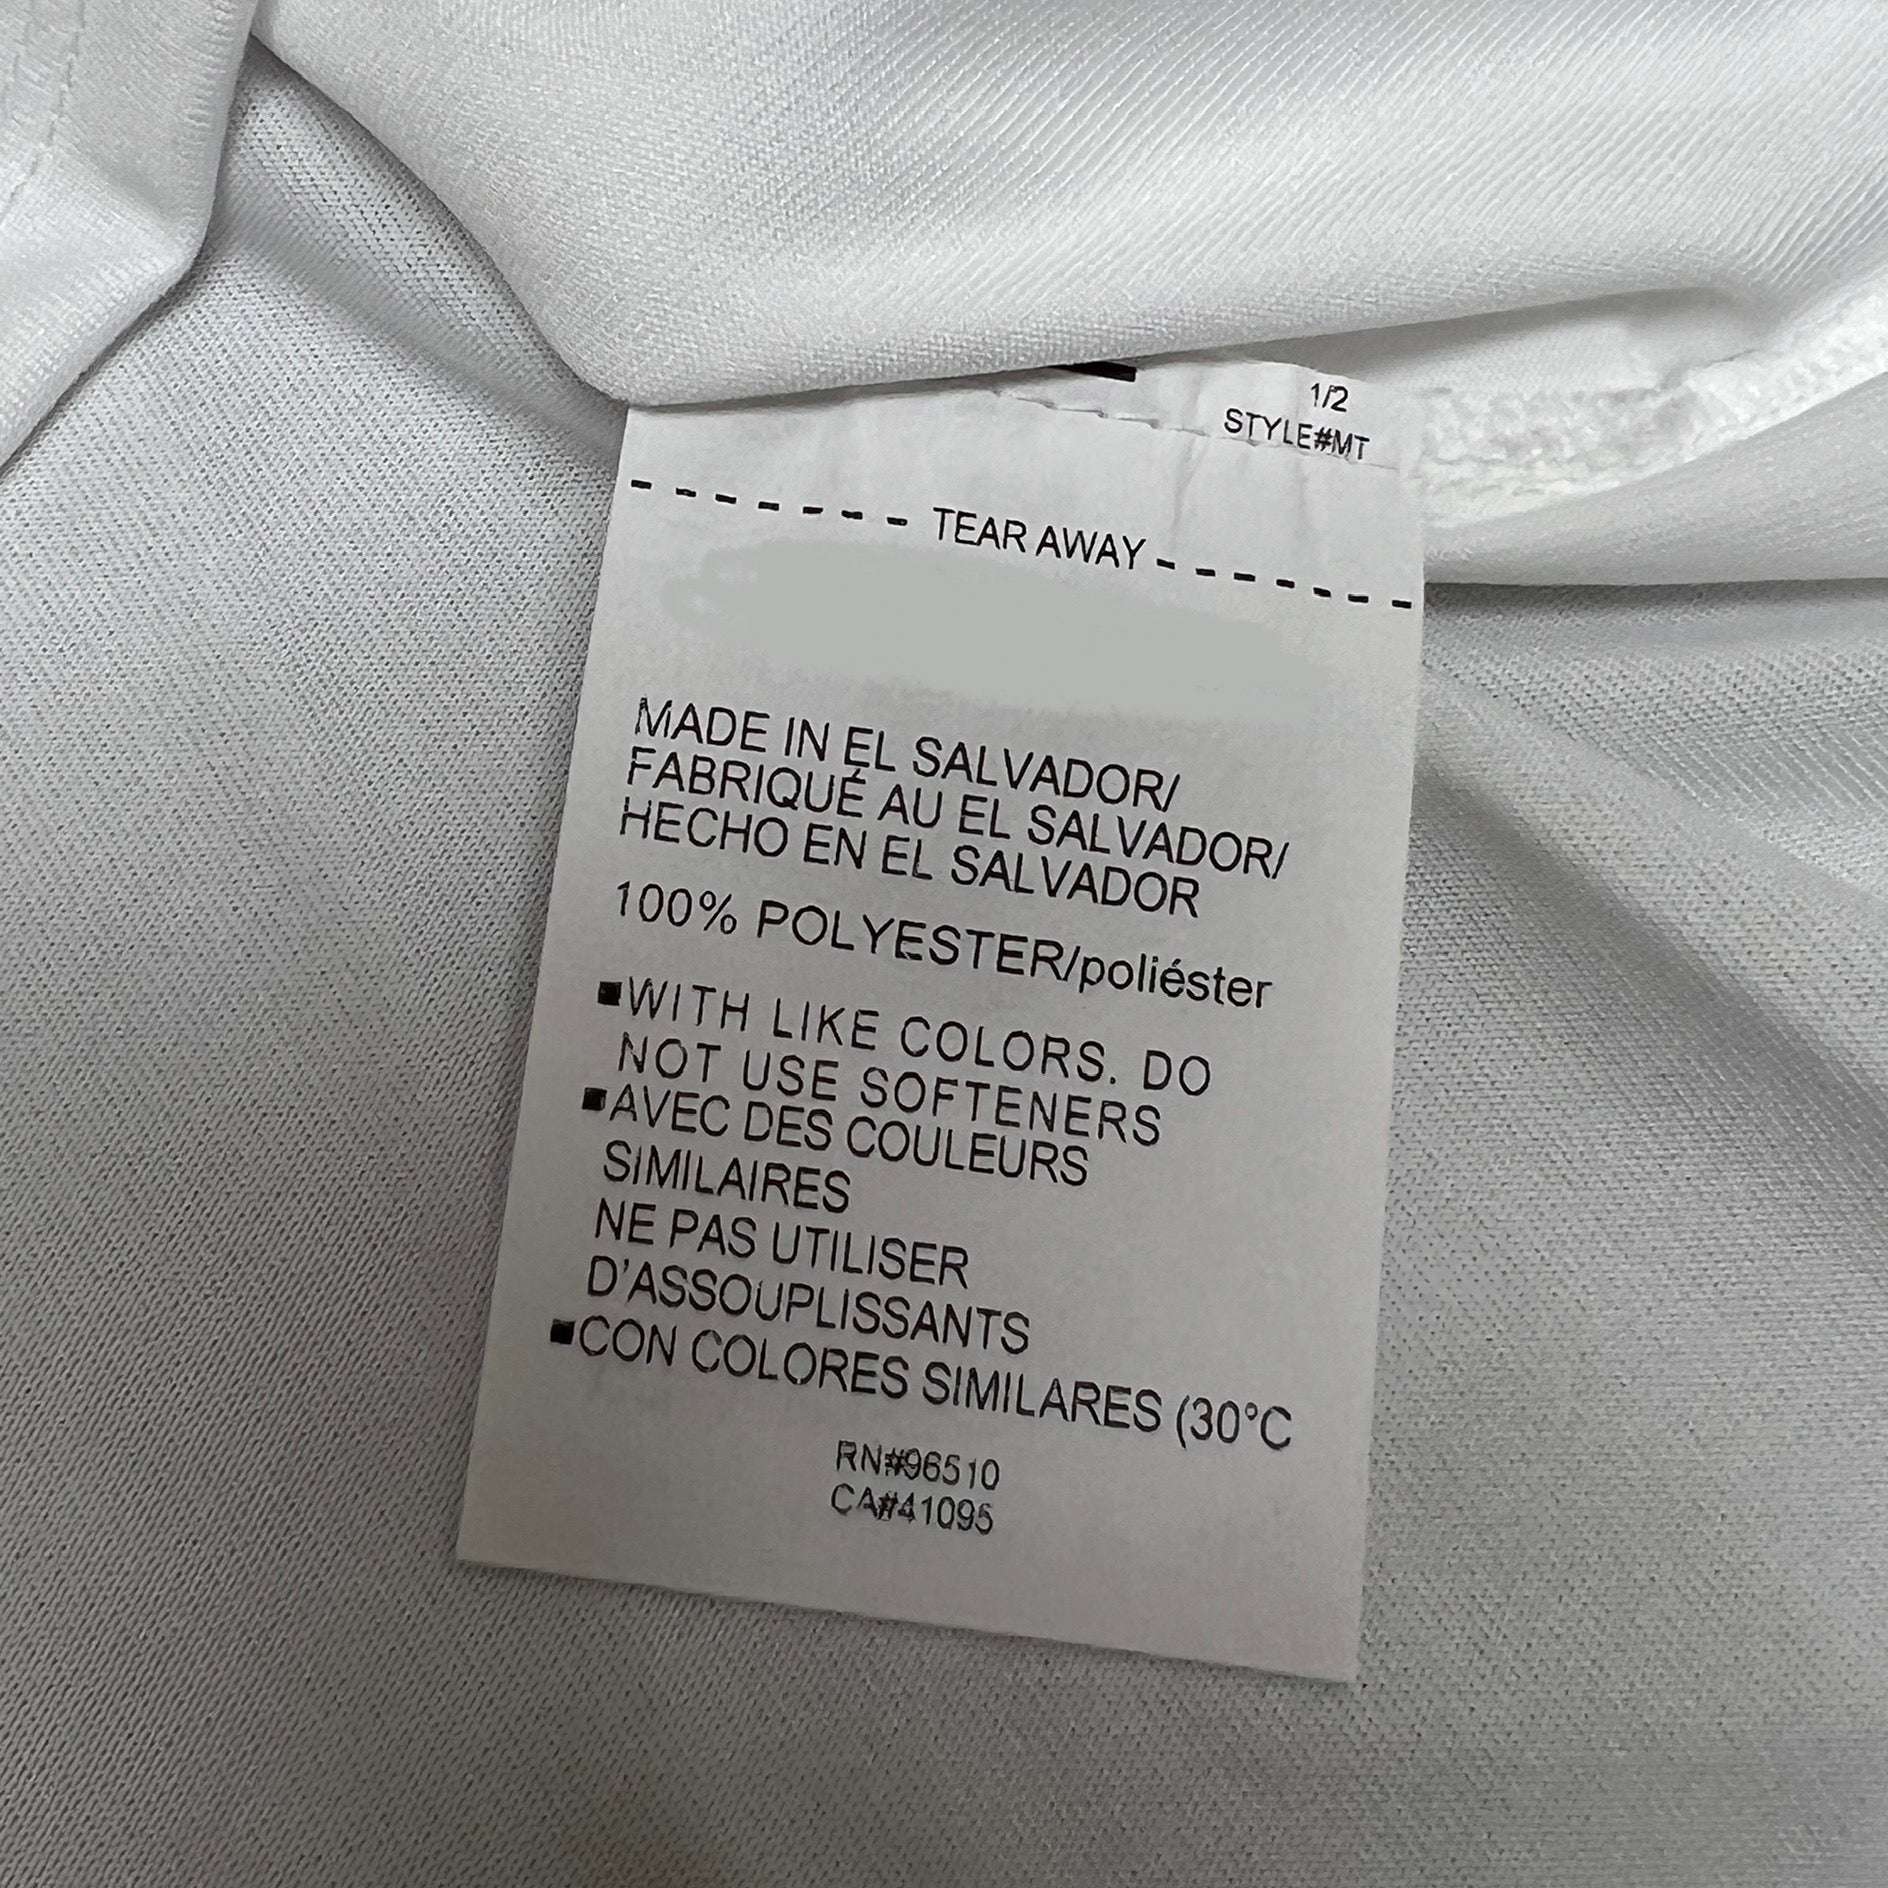 1/2
STYLE#MT
TEAR AWAY
MADE IN EL SALVADOR/
FABRIQUÉ AU EL SALVADOR/
HECHO EN EL SALVADOR
100% POLYESTER/poliéster
■WITH LIKE COLORS. DO
NOT USE SOFTENERS
■AVEC DES COULEURS
SIMILAIRES
NE PAS UTILISER
D'ASSOUPLISSANTS
■CON COLORES SIMILARES (30°C
RN#96510
CA#41095